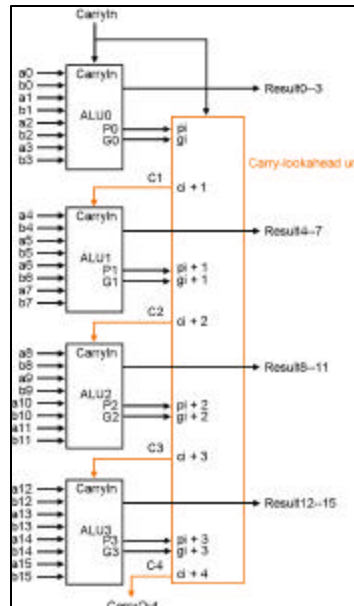 CarryIn
a0 CarryIn
b0 Result0--3
a1
b1
a2 ALU0
b2 P0 pi
a3 G0 gi
b3
Carry-lookahead
C1 ci + 1
a4 CarryIn
b4 Result4--7
a5
b5
a6 ALU1
b6 P1 pi + 1
a7 G1 gi + 1
b7
C2 ci + 2
a8 CarryIn
b8 Result8--11
a9
b9
a10 ALU2
b10 P2 pi + 2
a11 G2 gi + 2
b11
C3 ci + 3
a12 CarryIn
b12 Result12--15
a13
b13
a14 ALU3
b14 P3 pi + 3
a15 G3 gi + 3
b15
C4 ci + 4